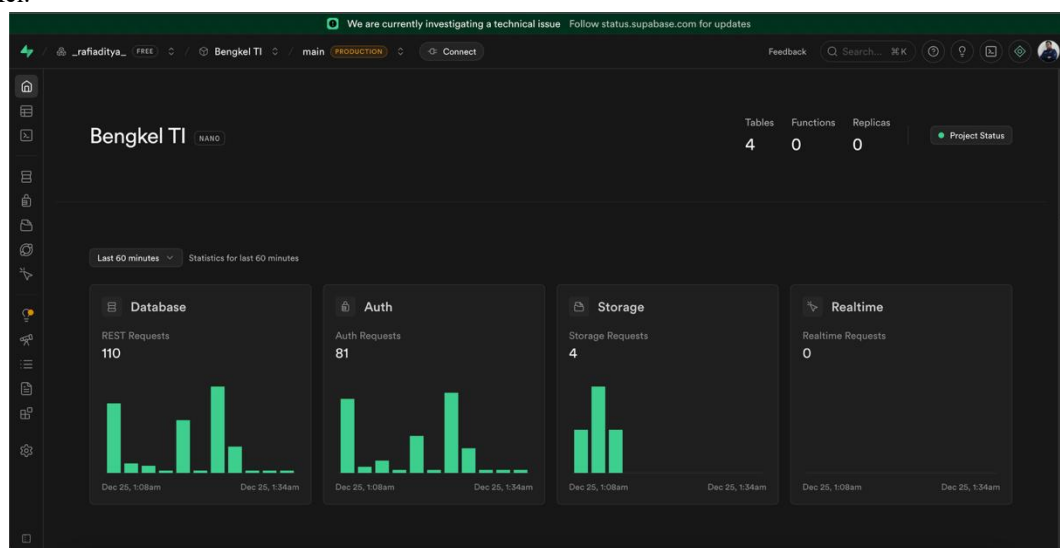 We are currently investigating a technical issue Follow status.supabase.com for updates
_rafiaditya_ FREE / Bengkel TI / main PRODUCTION Connect Feedback Search... ⌘K
Tables Functions Replicas
Bengkel TI NANO 4 0 0 Project Status
Last 60 minutes Statistics for last 60 minutes
Database Auth Storage Realtime
REST Requests Auth Requests Storage Requests Realtime Requests
110 81 4 0
Dec 25, 1:08am Dec 25, 1:34am Dec 25, 1:08am Dec 25, 1:34am Dec 25, 1:08am Dec 25, 1:34am Dec 25, 1:08am Dec 25, 1:34am